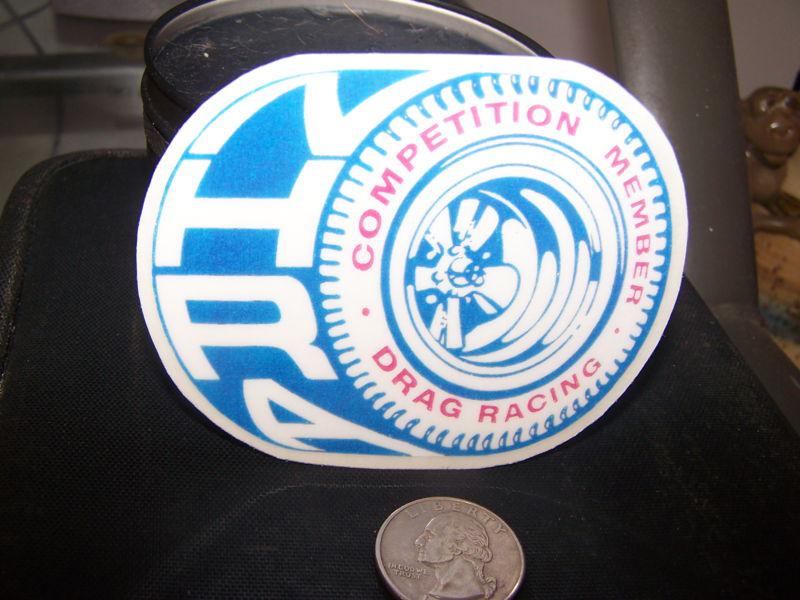 NHRA
COMPETITION MEMBER
• DRAG RACING •
LIBERTY
IN GOD WE
TRUST